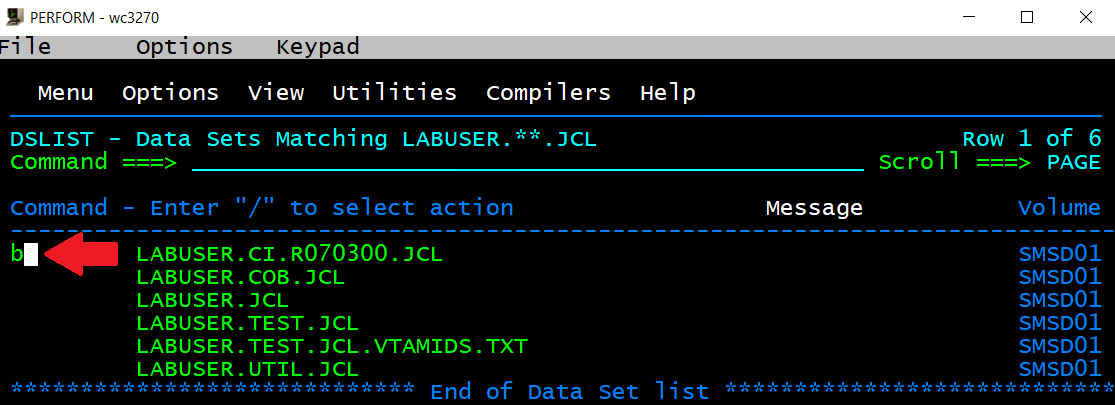 PERFORM - wc3270
File Options Keypad
Menu Options View Utilities Compilers Help
DSLIST - Data Sets Matching LABUSER.**.JCL Row 1 of 6
Command ===> Scroll ===> PAGE
Command - Enter "/" to select action Message Volume
-------------------------------------------------------------------------------
b LABUSER.CI.R070300.JCL SMSD01
LABUSER.COB.JCL SMSD01
LABUSER.JCL SMSD01
LABUSER.TEST.JCL SMSD01
LABUSER.TEST.JCL.VTAMIDS.TXT SMSD01
LABUSER.UTIL.JCL SMSD01
***************************** End of Data Set list ****************************